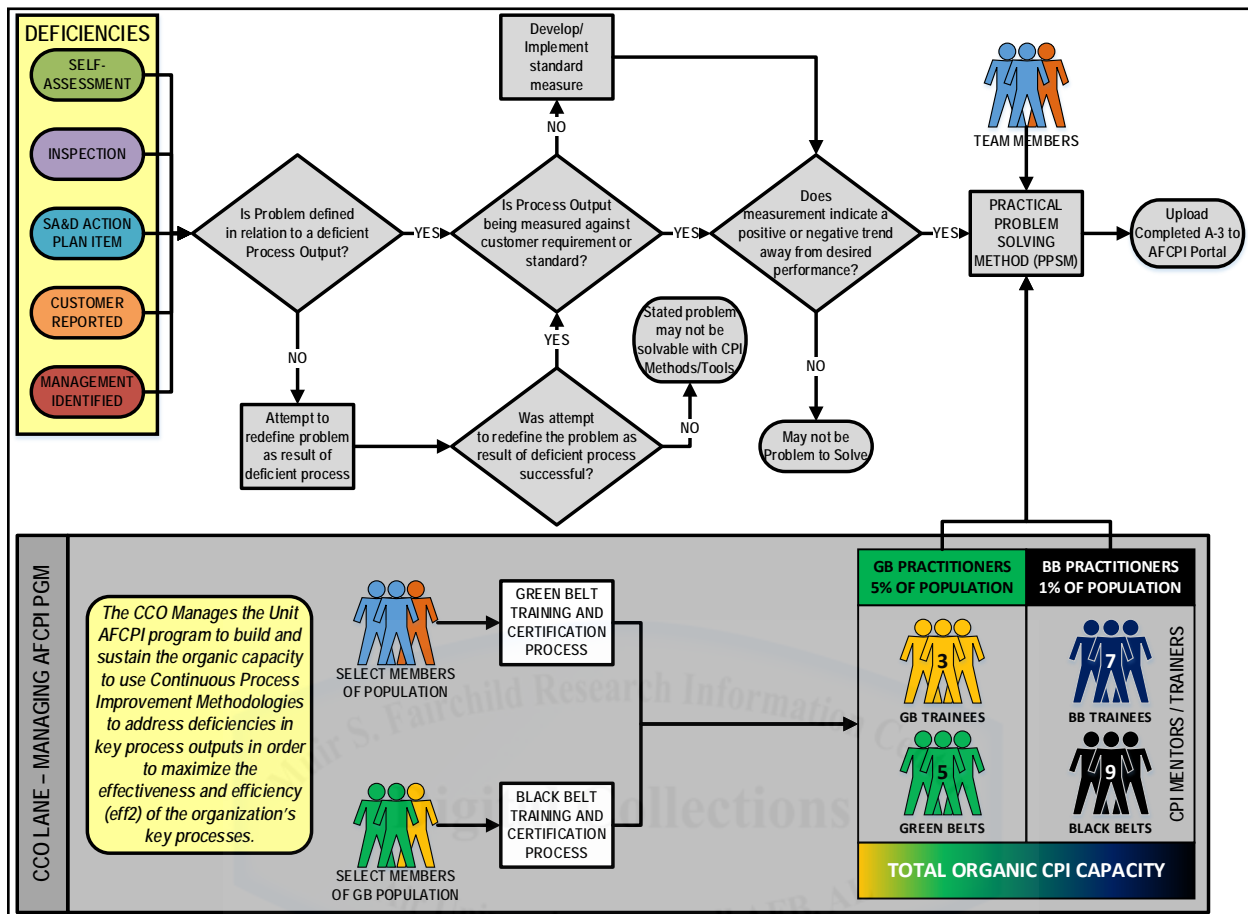 DEFICIENCIES
SELF-
ASSESSMENT
INSPECTION
SA&D ACTION
PLAN ITEM
CUSTOMER
REPORTED
MANAGEMENT
IDENTIFIED
Is Problem defined
in relation to a deficient
Process Output?
YES
NO
Attempt to
redefine problem
as result of
deficient process
Was attempt
to redefine the problem as
result of deficient process
successful?
YES
NO
Stated problem
may not be
solvable with CPI
Methods/Tools
Is Process Output
being measured against
customer requirement or
standard?
NO
Develop/
Implement
standard
measure
YES
Does
measurement indicate a
positive or negative trend
away from desired
performance?
NO
May not be
Problem to Solve
YES
TEAM MEMBERS
PRACTICAL
PROBLEM
SOLVING
METHOD (PPSM)
Upload
Completed A-3 to
AFCPI Portal
CCO LANE – MANAGING AFCPI PGM
The CCO Manages the Unit
AFCPI program to build and
sustain the organic capacity
to use Continuous Process
Improvement Methodologies
to address deficiencies in
key process outputs in order
to maximize the
effectiveness and efficiency
(eff2) of the organization's
key processes.
SELECT MEMBERS
OF POPULATION
GREEN BELT
TRAINING AND
CERTIFICATION
PROCESS
SELECT MEMBERS
OF GB POPULATION
BLACK BELT
TRAINING AND
CERTIFICATION
PROCESS
GB PRACTITIONERS
5% OF POPULATION
BB PRACTITIONERS
1% OF POPULATION
3
GB TRAINEES
7
BB TRAINEES
5
GREEN BELTS
9
BLACK BELTS
CPI MENTORS / TRAINERS
TOTAL ORGANIC CPI CAPACITY
Muir S. Fairchild Research Information
Digital Collections